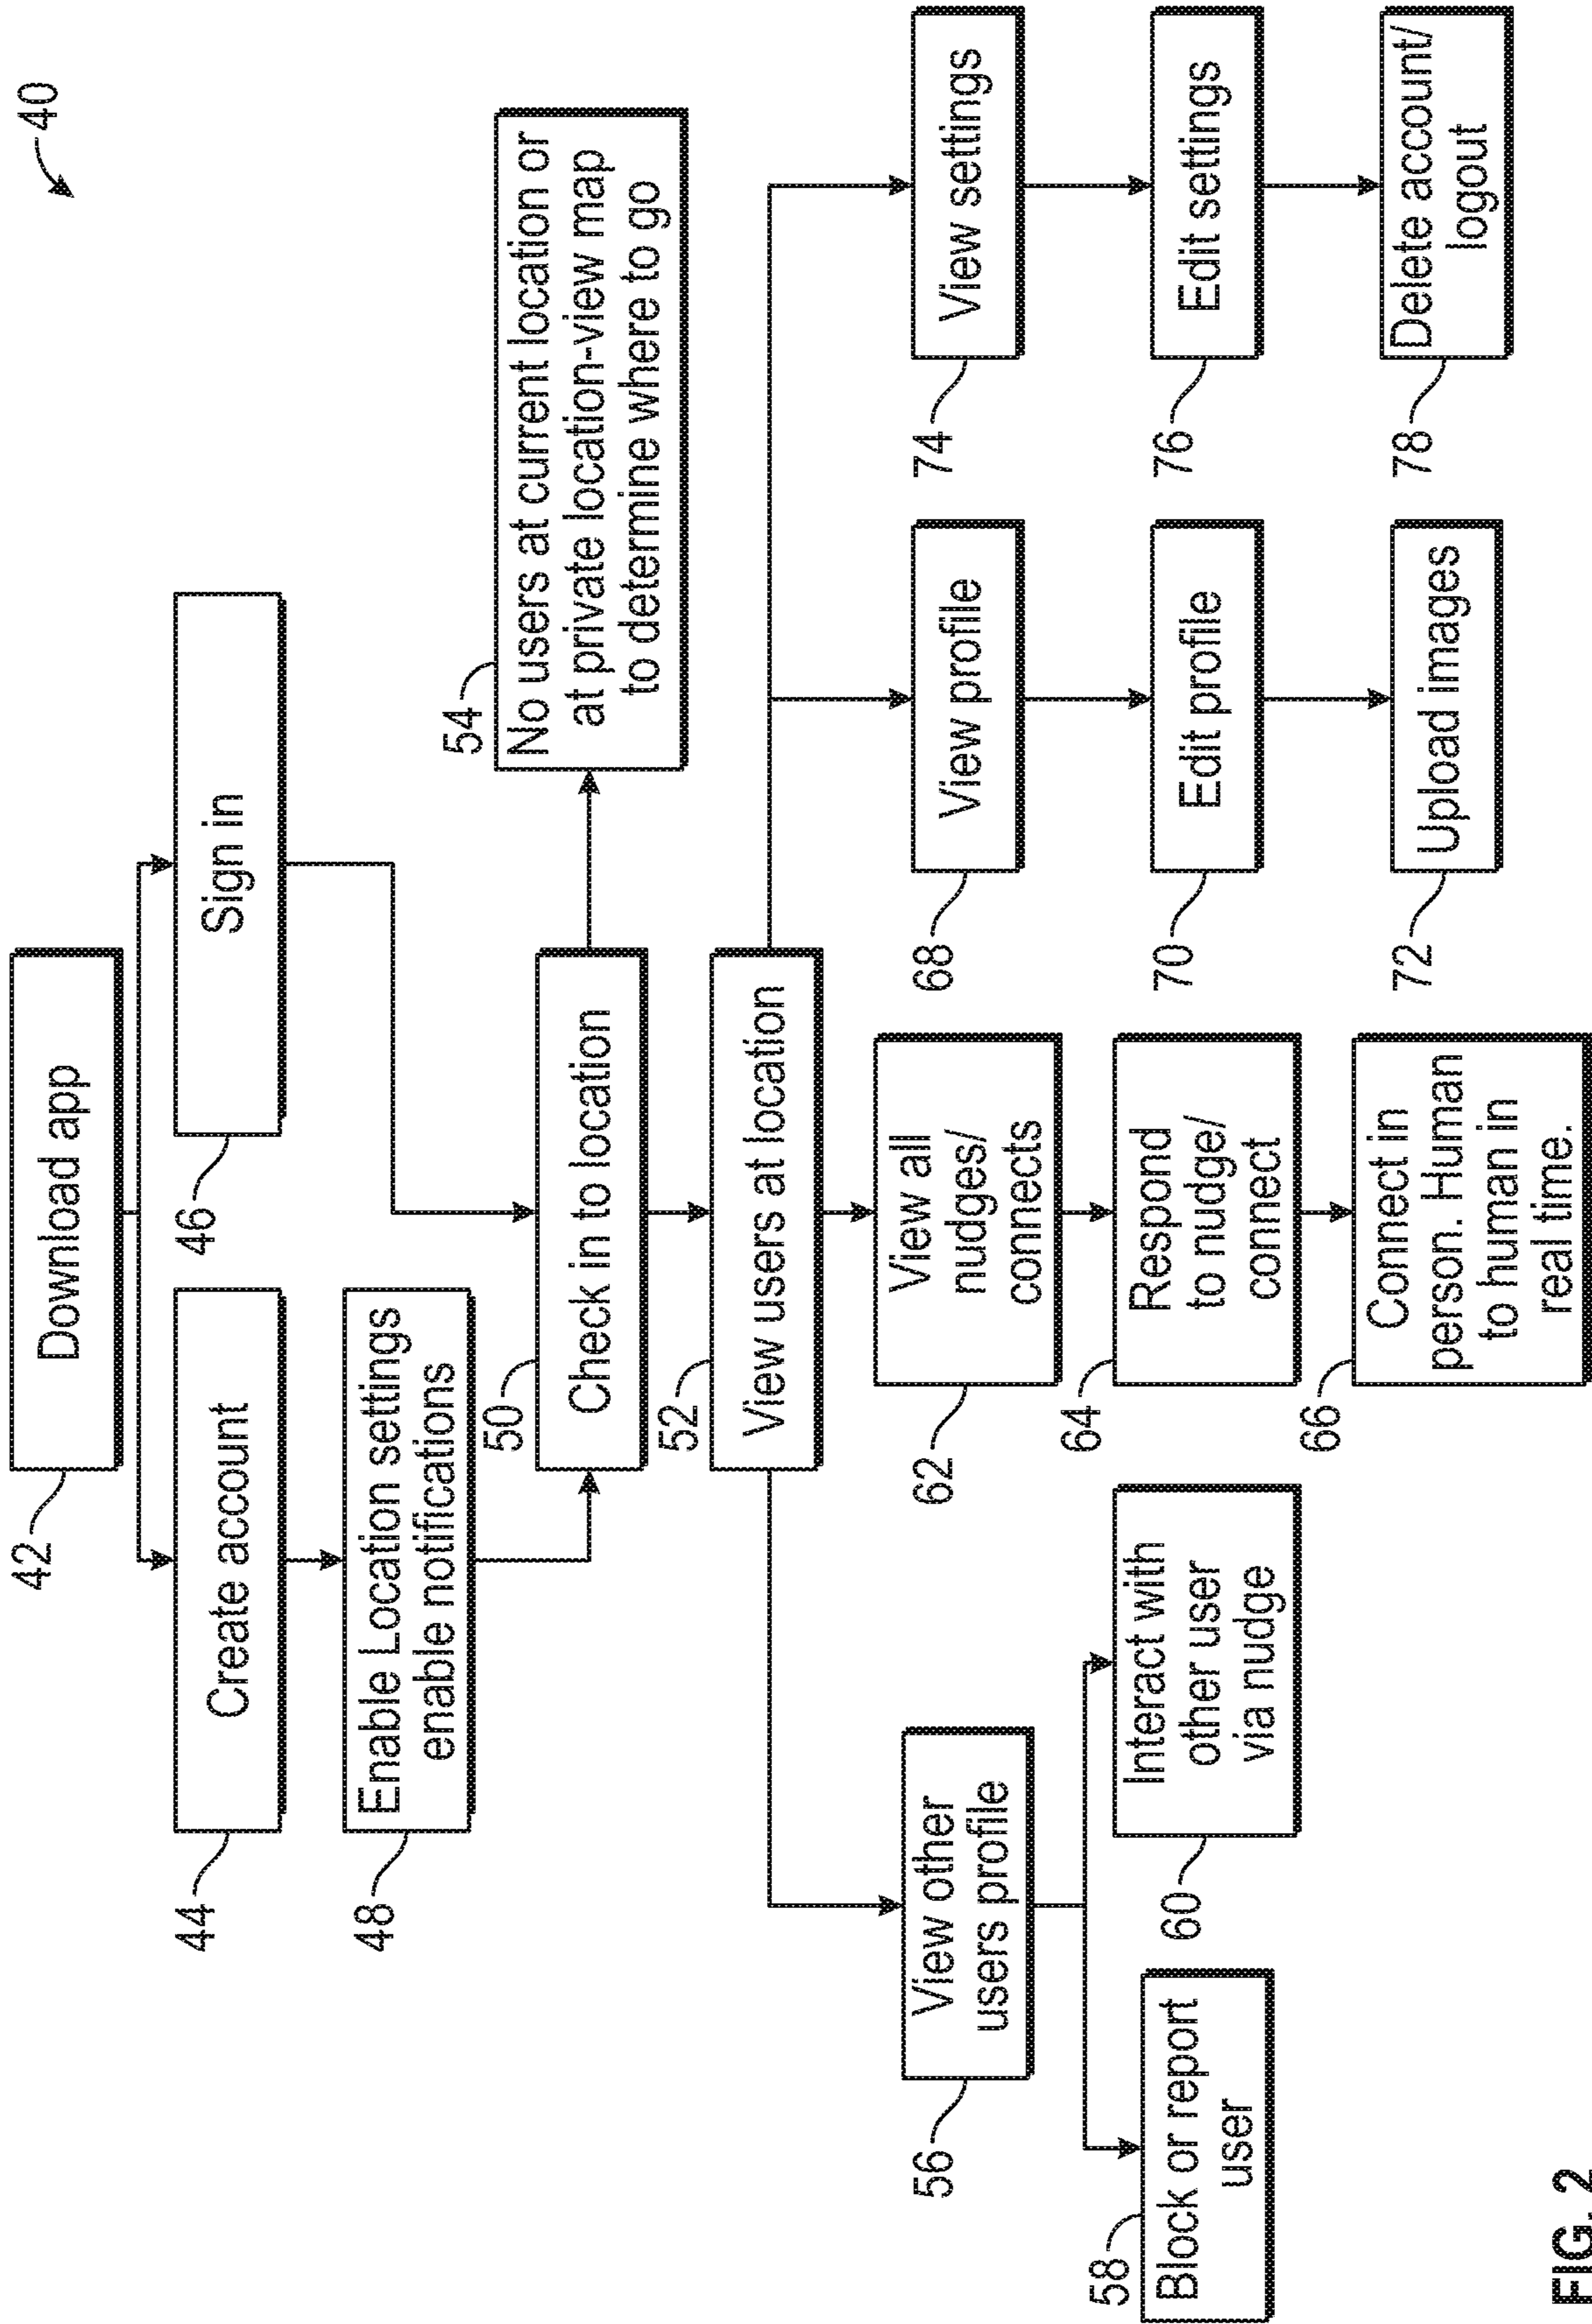 40
42
Download app
44
Create account
46
Sign in
48
Enable Location settings
enable notifications
50
Check in to location
54
No users at current location or
at private location-view map
to determine where to go
52
View users at location
56
View other
users profile
62
View all
nudges/
connects
68
View profile
74
View settings
58
Block or report
user
60
Interact with
other user
via nudge
64
Respond
to nudge/
connect
70
Edit profile
76
Edit settings
66
Connect in
person. Human
to human in
real time.
72
Upload images
78
Delete account/
logout
FIG. 2